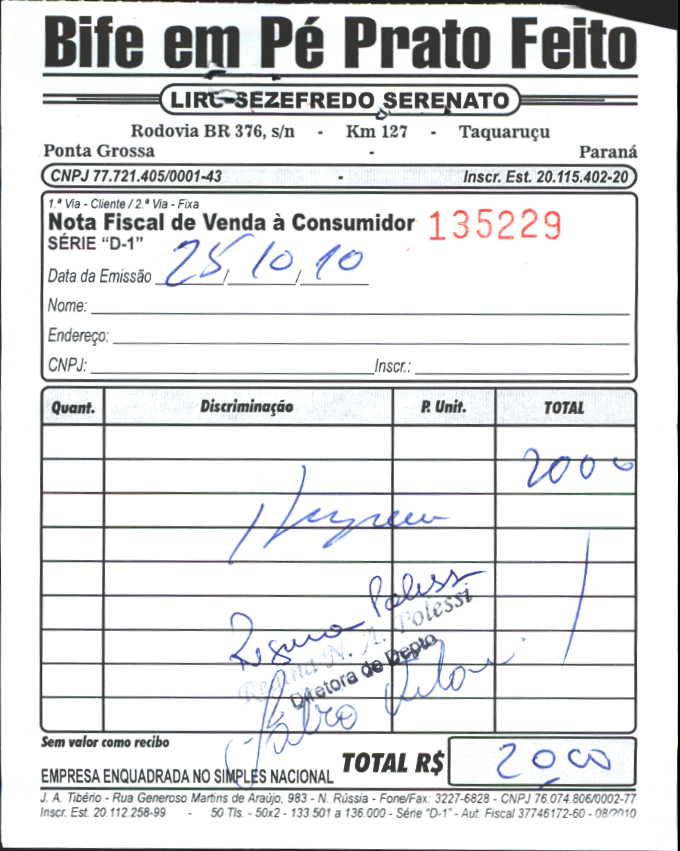 Bife em Pé Prato Feito
LIRU SEZEFREDO SERENATO
Rodovia BR 376, s/n - Km 127 - Taquaruçu
Ponta Grossa - Paraná
CNPJ 77.721.405/0001-43 - Inscr. Est. 20.115.402-20
1.ª Via - Cliente / 2.ª Via - Fixa
Nota Fiscal de Venda à Consumidor 135229
SÉRIE "D-1"
Data da Emissão 25/10/10
Nome:
Endereço:
CNPJ: Inscr.:
Quant. Discriminação P. Unit. TOTAL
2000
Regina Polessi
Regina N. A. Polessi
Diretora de Depto
Fabro
Sem valor como recibo
EMPRESA ENQUADRADA NO SIMPLES NACIONAL TOTAL R$ 2000
J. A. Tibério - Rua Generoso Martins de Araújo, 983 - N. Rússia - Fone/Fax: 3227-6828 - CNPJ 76.074.806/0002-77
Inscr. Est. 20.112.258-99 - 50 Tls. - 50x2 - 133.501 a 136.000 - Série "D-1" - Aut. Fiscal 37746172-60 - 08/2010